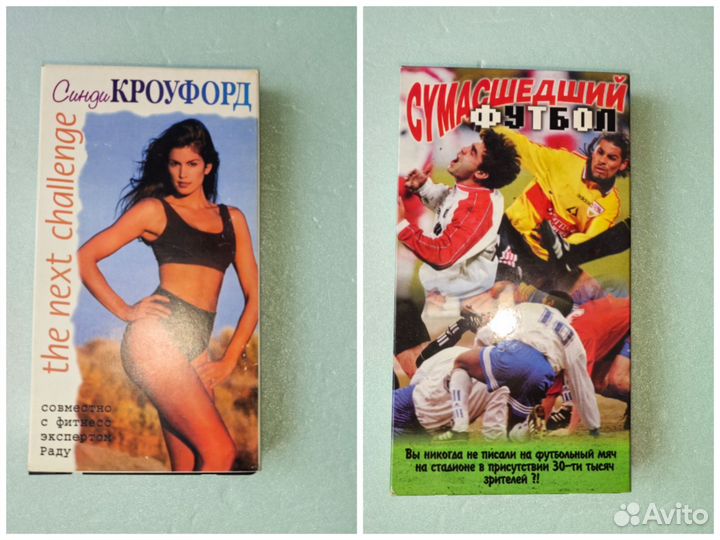 Синди КРОУФОРД
the next challenge
совместно
с фитнесс
экспертом
Раду
СУМАСШЕДШИЙ
ФУТБОЛ
10
Вы никогда не писали на футбольный мяч
на стадионе в присутствии 30-ти тысяч
зрителей ?!
Avito